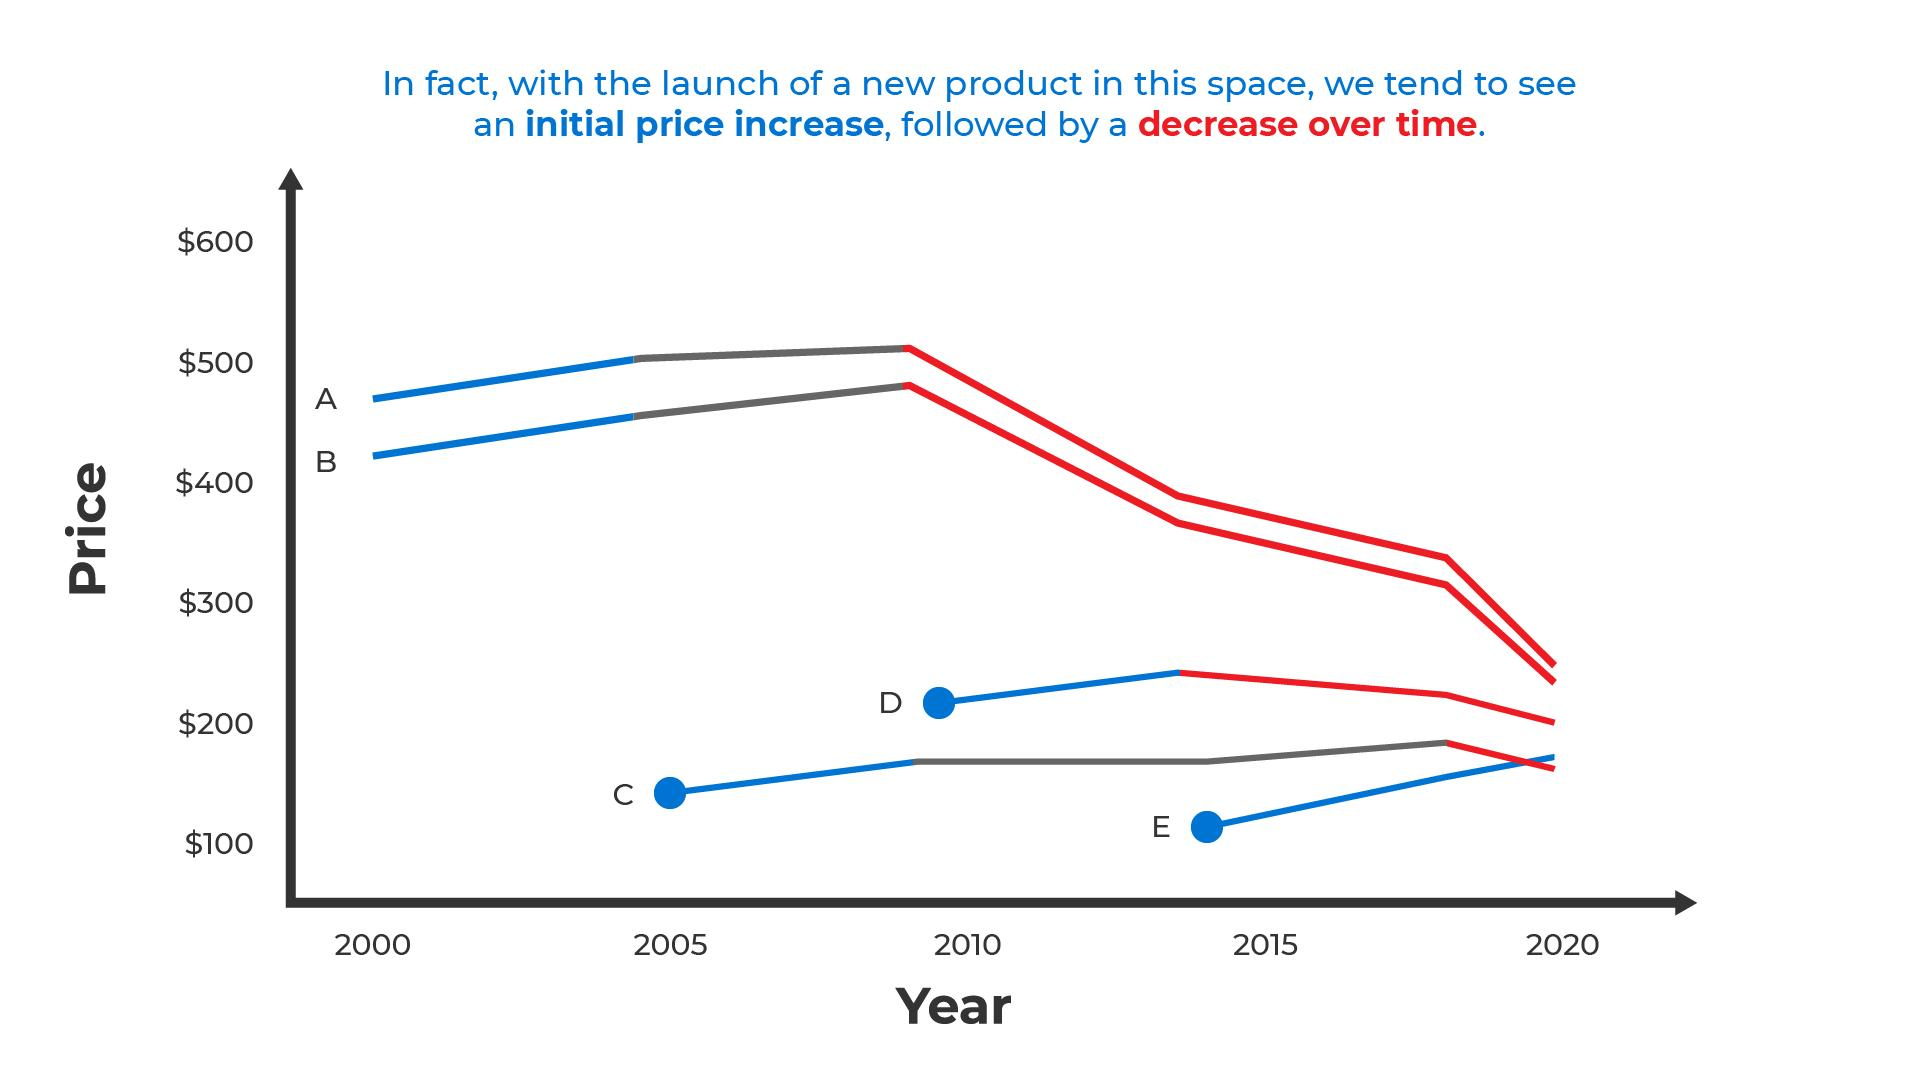 In fact, with the launch of a new product in this space, we tend to see
an initial price increase, followed by a decrease over time.
$600
$500
A
B
$400
Price
$300
$200
D
C
E
$100
2000 2005 2010 2015 2020
Year